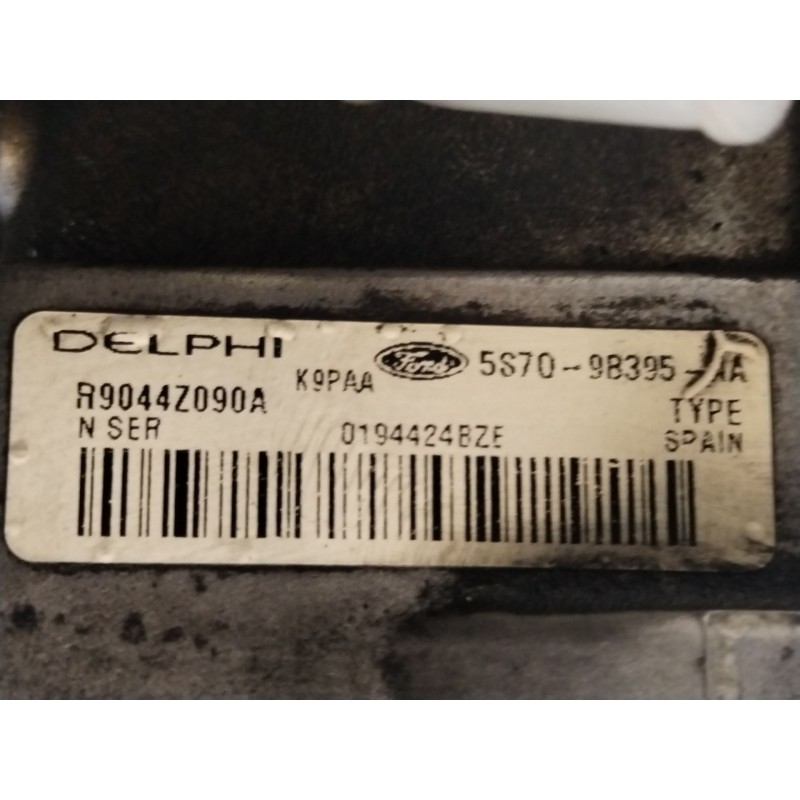 DELPHI
K9PAA
Ford
5S70-9B395-
R9044Z090A
TYPE
N SER
0194424BZE
SPAIN